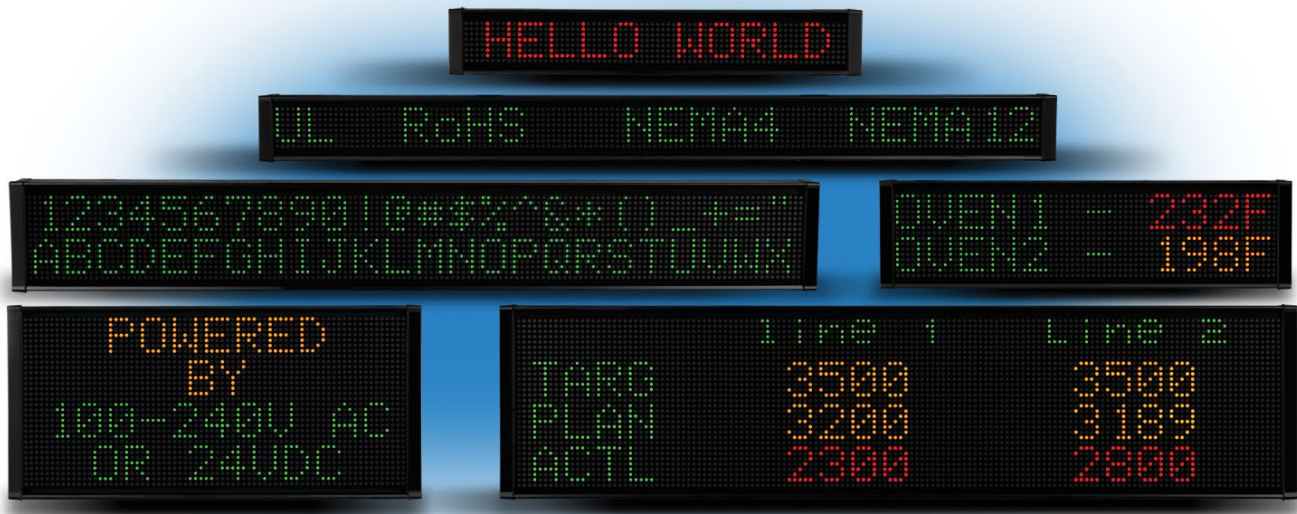 HELLO WORLD
UL RoHS NEMA4 NEMA12
1234567890!@#$%^&*()_+="
ABCDEFGHIJKLMNOPQRSTUVWX
OVEN1 - 232F
OVEN2 - 198F
POWERED
BY
100-240V AC
OR 24VDC
line 1 Line 2
TARG 3500 3500
PLAN 3200 3189
ACTL 2300 2800